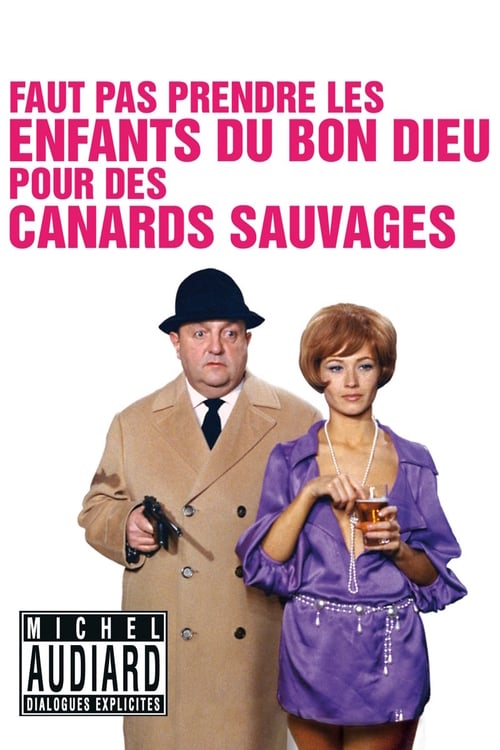 FAUT PAS PRENDRE LES
ENFANTS DU BON DIEU
POUR DES
CANARDS SAUVAGES
MICHEL
AUDIARD
DIALOGUES EXPLICITES